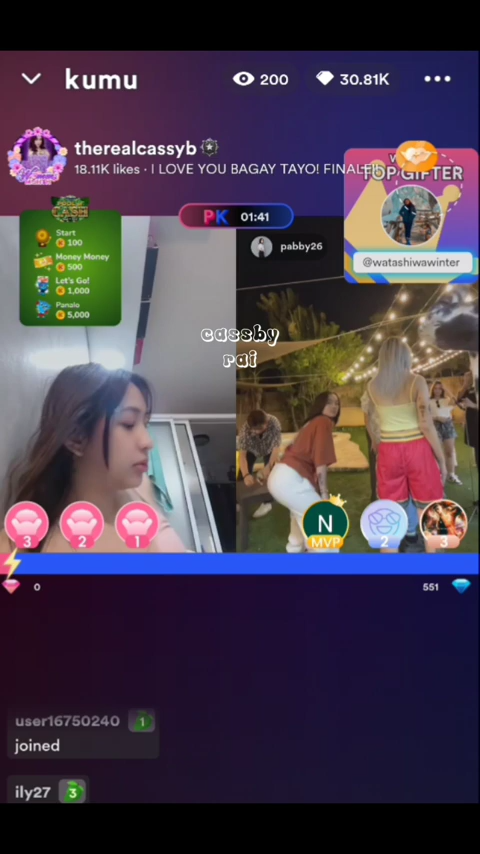 kumu
200
30.81K
therealcassyb
18.11K likes · I LOVE YOU BAGAY TAYO! FINALE!!
TOP GIFTER
@watashiwawinter
PK 01:41
pabby26
Start
100
Money Money
500
Let's Go!
1,000
Panalo
5,000
cassby
rai
3
2
1
N
MVP
2
3
0
551
user16750240 1
joined
ily27 3